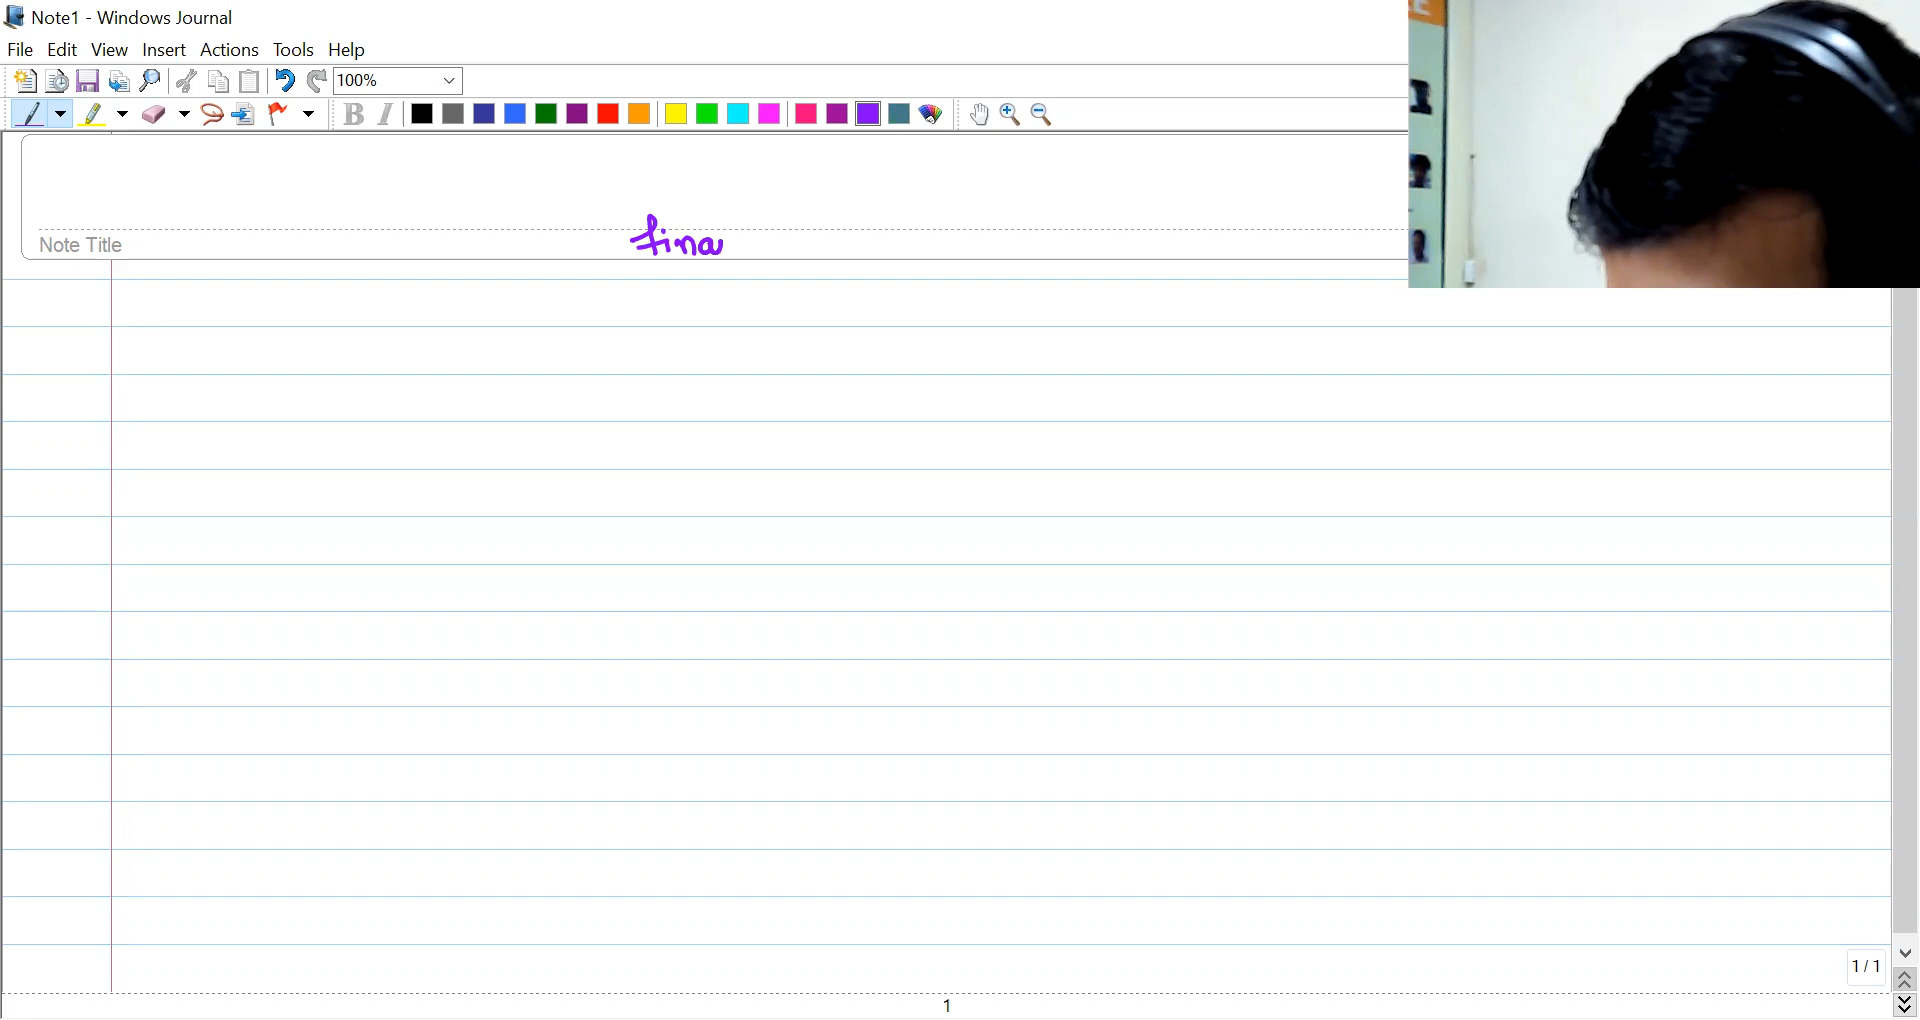 Note1 - Windows Journal
File Edit View Insert Actions Tools Help
100%
B I
Note Title
fina
1 / 1
1